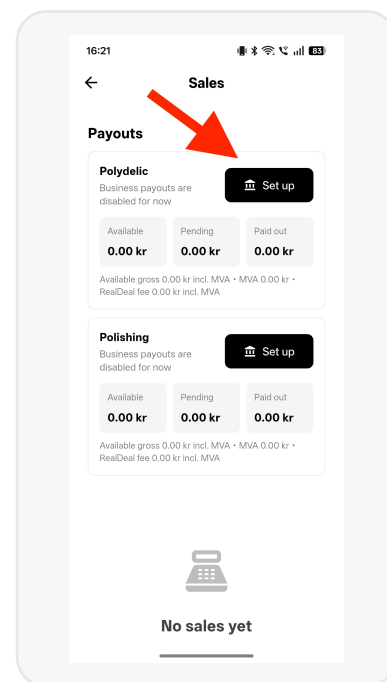 16:21
83
Sales
Payouts
Polydelic
Business payouts are
disabled for now
Set up
Available
Pending
Paid out
0.00 kr
0.00 kr
0.00 kr
Available gross 0.00 kr incl. MVA • MVA 0.00 kr •
RealDeal fee 0.00 kr incl. MVA
Polishing
Business payouts are
disabled for now
Set up
Available
Pending
Paid out
0.00 kr
0.00 kr
0.00 kr
Available gross 0.00 kr incl. MVA • MVA 0.00 kr •
RealDeal fee 0.00 kr incl. MVA
No sales yet